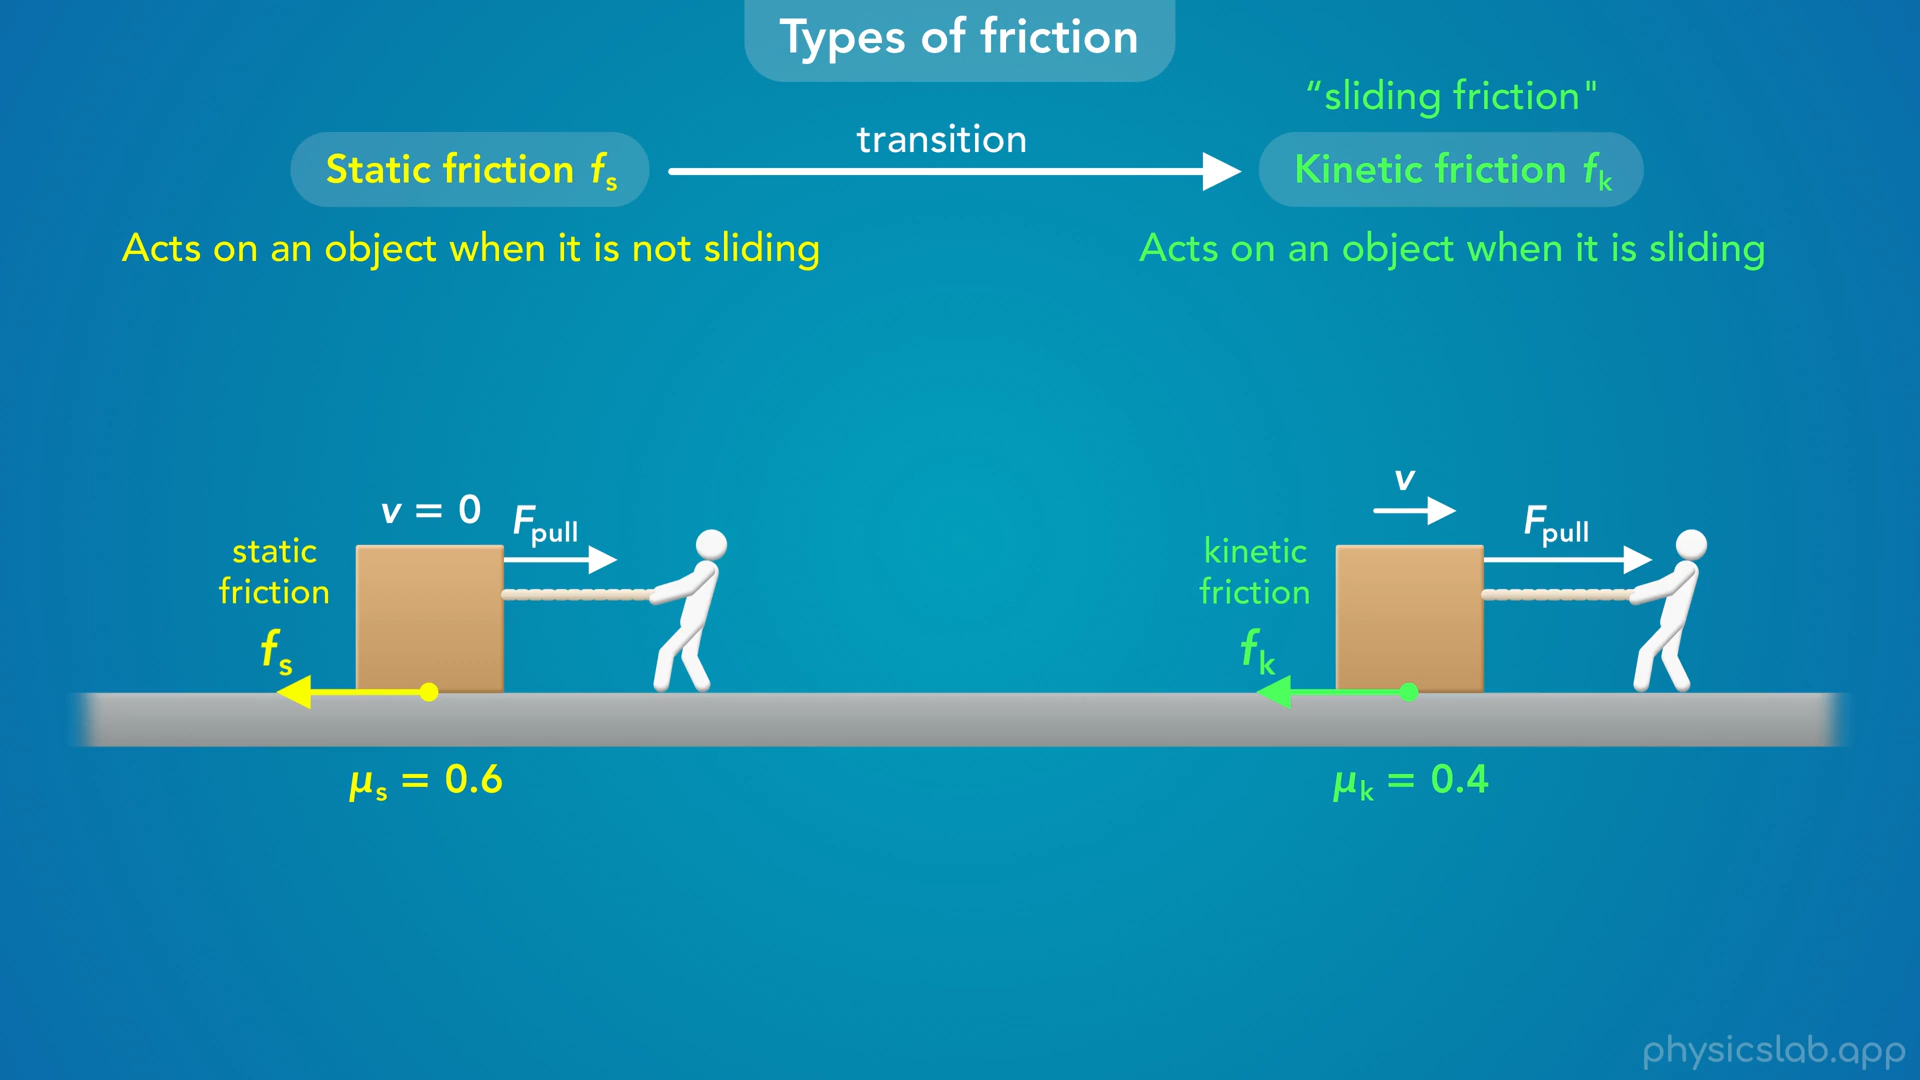 Types of friction
“sliding friction"
Static friction fs
transition
Kinetic friction fk
Acts on an object when it is not sliding
Acts on an object when it is sliding
v = 0
Fpull
static
friction
fs
μs = 0.6
v
Fpull
kinetic
friction
fk
μk = 0.4
physicslab.app